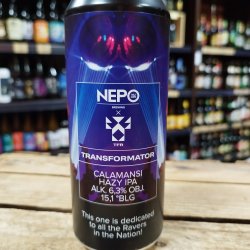 NEPO
BREWING
X
TFR
TRANSFORMATOR
CALAMANSI
HAZY IPA
ALK. 6,3% OBJ.
15,1 °BLG
This one is dedicated
to all the Ravers
in the Nation!